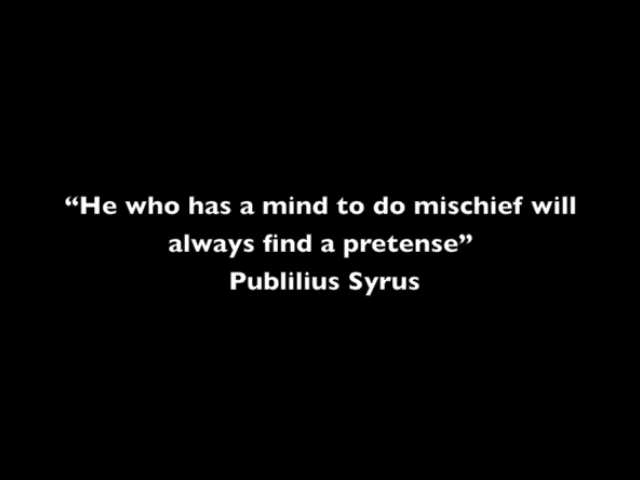 “He who has a mind to do mischief will
always find a pretense”
Publilius Syrus